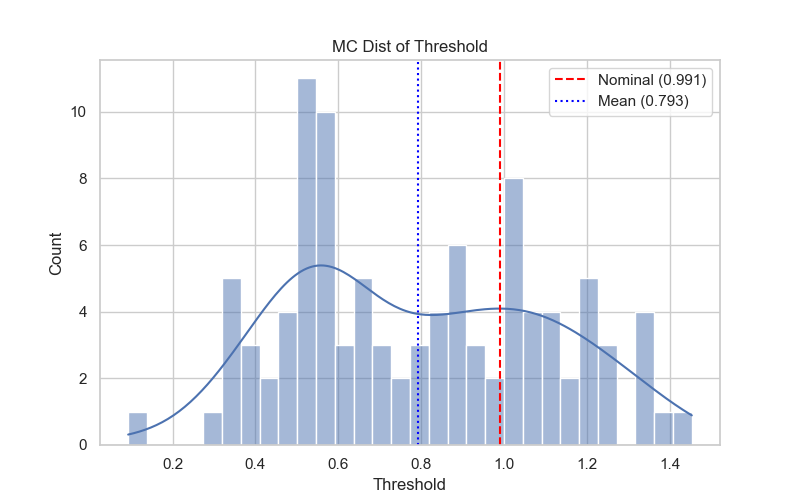 MC Dist of Threshold
Nominal (0.991)
Mean (0.793)
Count
10
8
6
4
2
0
0.2 0.4 0.6 0.8 1.0 1.2 1.4
Threshold